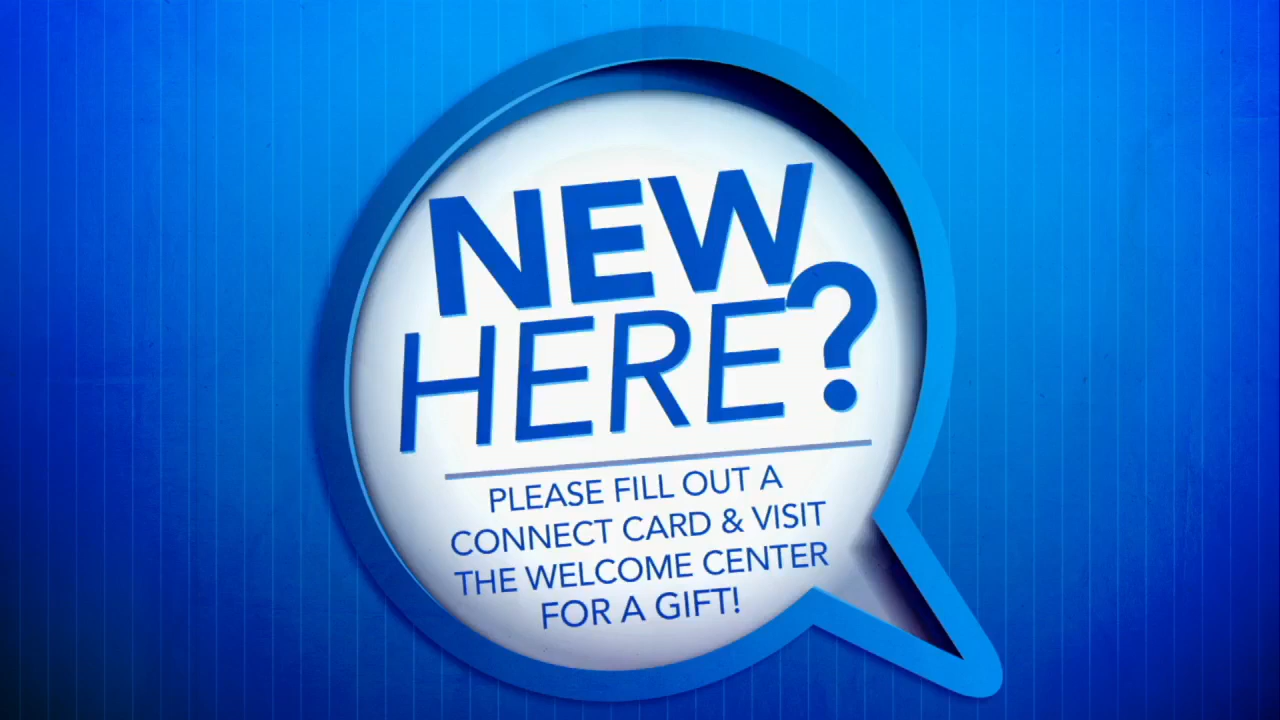 NEW
HERE?
PLEASE FILL OUT A
CONNECT CARD & VISIT
THE WELCOME CENTER
FOR A GIFT!